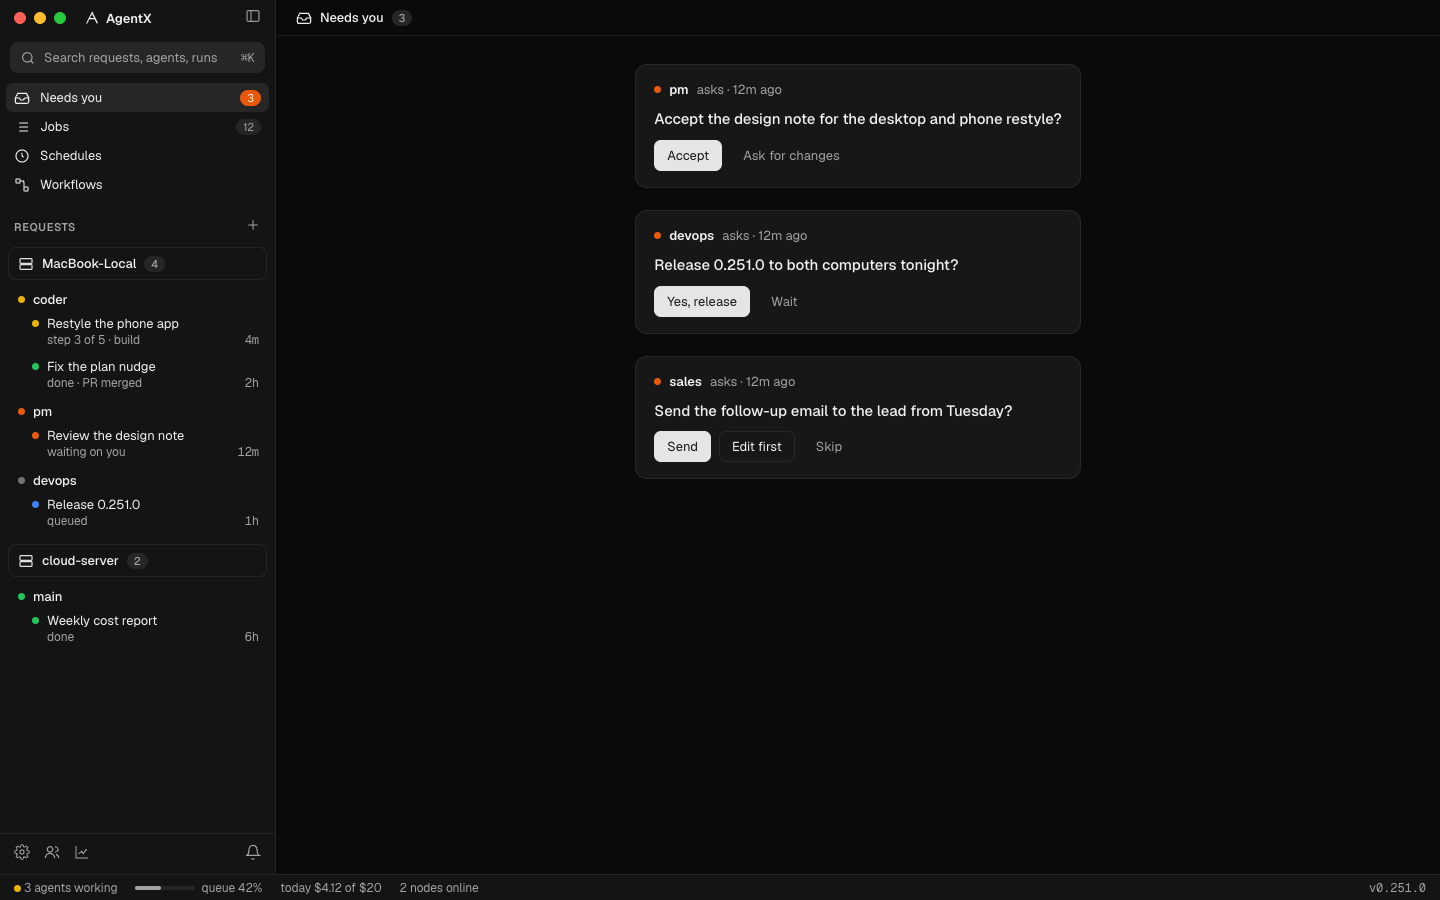 AgentX
Search requests, agents, runs ⌘K
Needs you 3
Jobs 12
Schedules
Workflows
REQUESTS
MacBook-Local 4
coder
Restyle the phone app
step 3 of 5 · build 4m
Fix the plan nudge
done · PR merged 2h
pm
Review the design note
waiting on you 12m
devops
Release 0.251.0
queued 1h
cloud-server 2
main
Weekly cost report
done 6h
Needs you 3
pm asks · 12m ago
Accept the design note for the desktop and phone restyle?
Accept Ask for changes
devops asks · 12m ago
Release 0.251.0 to both computers tonight?
Yes, release Wait
sales asks · 12m ago
Send the follow-up email to the lead from Tuesday?
Send Edit first Skip
3 agents working queue 42% today $4.12 of $20 2 nodes online v0.251.0